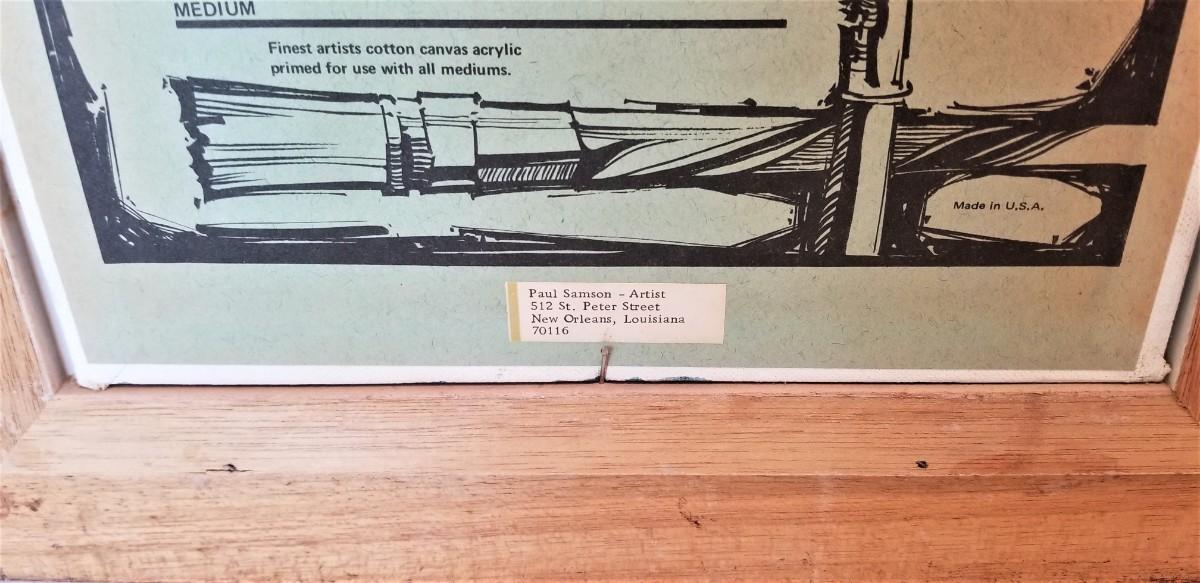 MEDIUM
Finest artists cotton canvas acrylic
primed for use with all mediums.
Made in U.S.A.
Paul Samson - Artist
512 St. Peter Street
New Orleans, Louisiana
70116